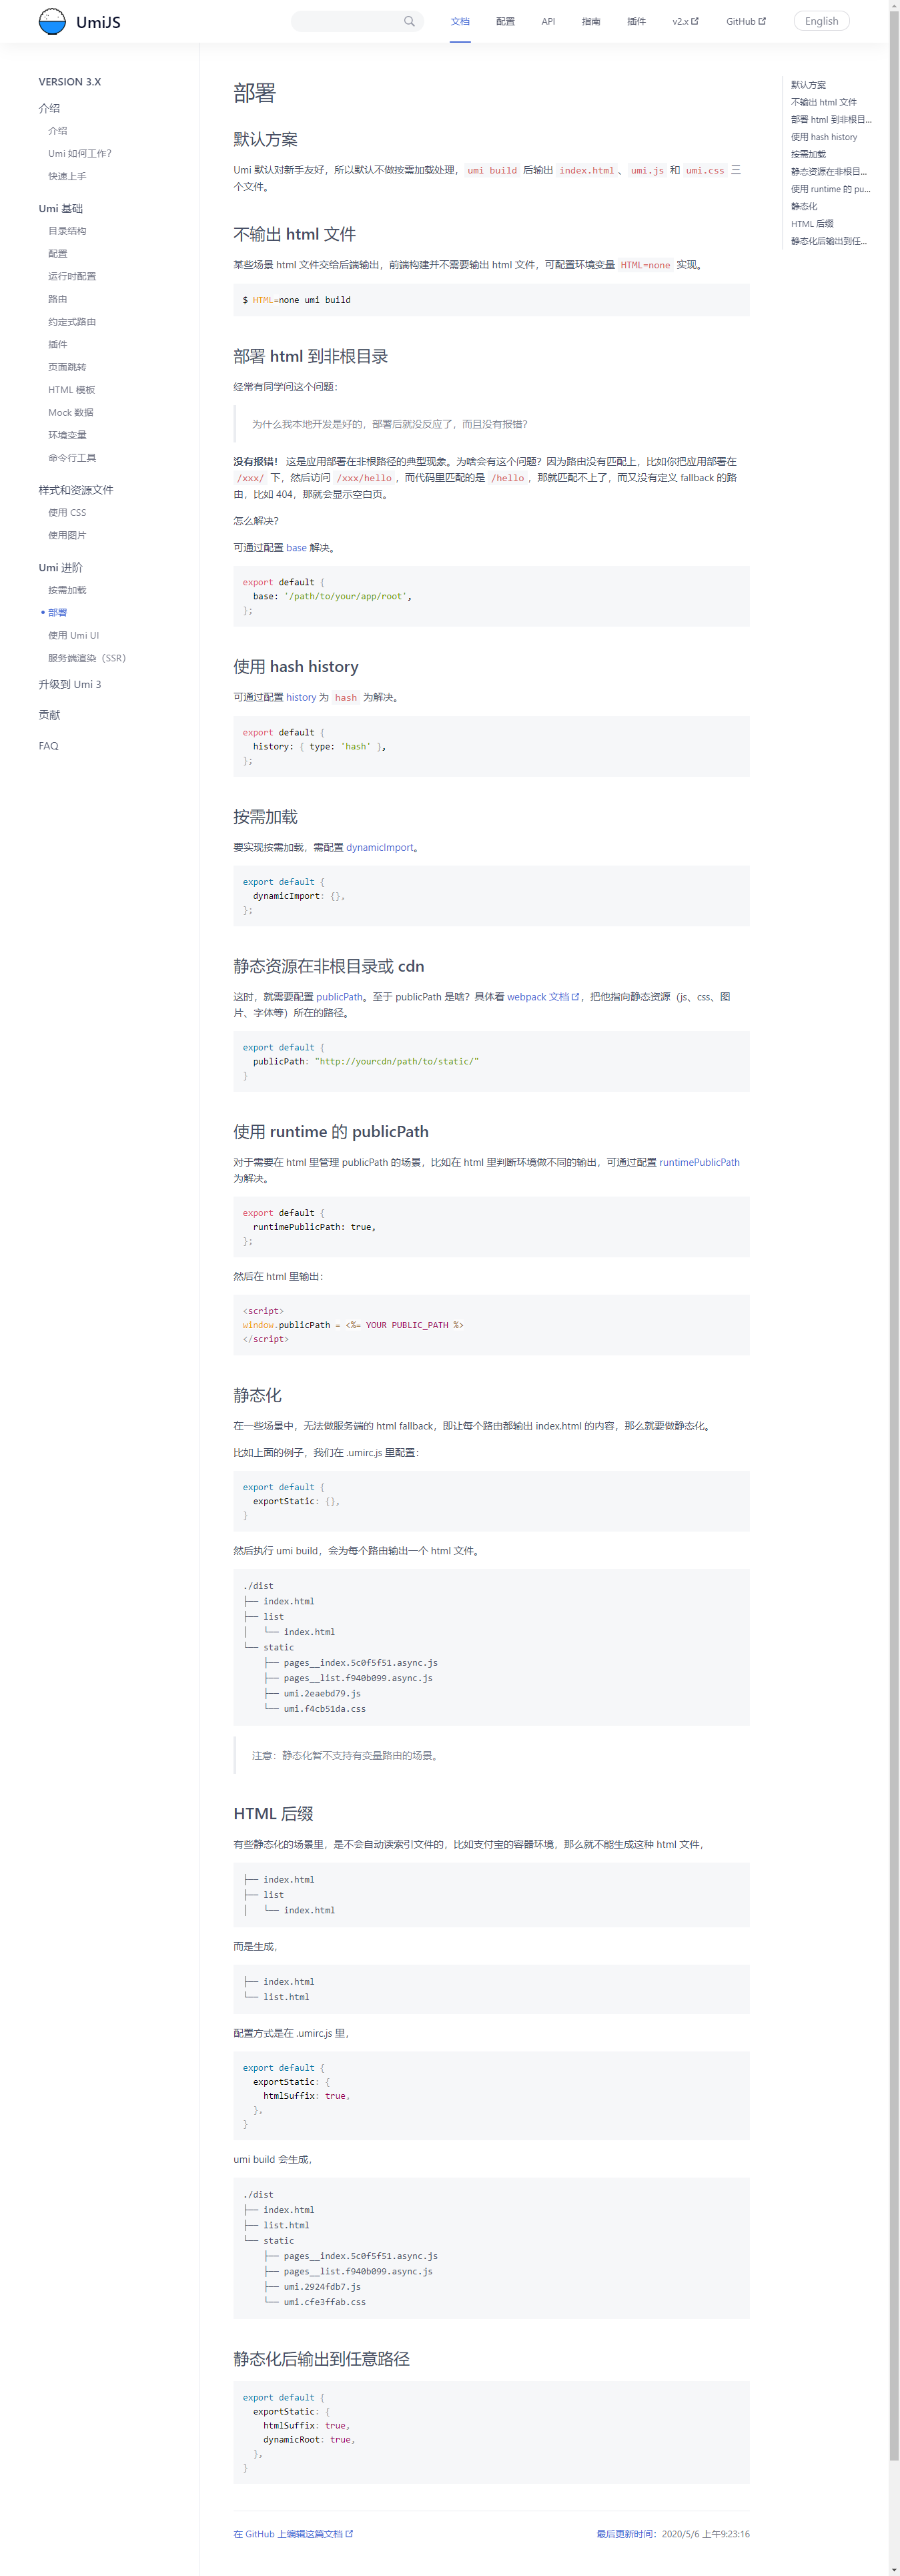 UmiJS
文档
配置
API
指南
插件
v2.x
GitHub
English
VERSION 3.X
介绍
介绍
Umi 如何工作？
快速上手
Umi 基础
目录结构
配置
运行时配置
路由
约定式路由
插件
页面跳转
HTML 模板
Mock 数据
环境变量
命令行工具
样式和资源文件
使用 CSS
使用图片
Umi 进阶
按需加载
部署
使用 Umi UI
服务端渲染（SSR）
升级到 Umi 3
贡献
FAQ
部署
默认方案
Umi 默认对新手友好，所以默认不做按需加载处理，umi build 后输出 index.html 、umi.js 和 umi.css 三
个文件。
不输出 html 文件
某些场景 html 文件交给后端输出，前端构建并不需要输出 html 文件，可配置环境变量 HTML=none 实现。
$ HTML=none umi build
部署 html 到非根目录
经常有同学问这个问题：
为什么我本地开发是好的，部署后就没反应了，而且没有报错？
没有报错！ 这是应用部署在非根路径的典型现象。为啥会有这个问题？因为路由没有匹配上，比如你把应用部署在
/xxx/ 下，然后访问 /xxx/hello ，而代码里匹配的是 /hello ，那就匹配不上了，而又没有定义 fallback 的路
由，比如 404，那就会显示空白页。
怎么解决？
可通过配置 base 解决。
export default {
  base: '/path/to/your/app/root',
};
使用 hash history
可通过配置 history 为 hash 为解决。
export default {
  history: { type: 'hash' },
};
按需加载
要实现按需加载，需配置 dynamicImport。
export default {
  dynamicImport: {},
};
静态资源在非根目录或 cdn
这时，就需要配置 publicPath。至于 publicPath 是啥？具体看 webpack 文档，把他指向静态资源（js、css、图
片、字体等）所在的路径。
export default {
  publicPath: "http://yourcdn/path/to/static/"
}
使用 runtime 的 publicPath
对于需要在 html 里管理 publicPath 的场景，比如在 html 里判断环境做不同的输出，可通过配置 runtimePublicPath
为解决。
export default {
  runtimePublicPath: true,
};
然后在 html 里输出：
<script>
window.publicPath = <%= YOUR PUBLIC_PATH %>
</script>
静态化
在一些场景中，无法做服务端的 html fallback，即让每个路由都输出 index.html 的内容，那么就要做静态化。
比如上面的例子，我们在 .umirc.js 里配置：
export default {
  exportStatic: {},
}
然后执行 umi build，会为每个路由输出一个 html 文件。
./dist
├── index.html
├── list
│   └── index.html
└── static
    ├── pages__index.5c0f5f51.async.js
    ├── pages__list.f940b099.async.js
    ├── umi.2eaebd79.js
    └── umi.f4cb51da.css
注意：静态化暂不支持有变量路由的场景。
HTML 后缀
有些静态化的场景里，是不会自动读索引文件的，比如支付宝的容器环境，那么就不能生成这种 html 文件，
├── index.html
├── list
│   └── index.html
而是生成，
├── index.html
└── list.html
配置方式是在 .umirc.js 里，
export default {
  exportStatic: {
    htmlSuffix: true,
  },
}
umi build 会生成，
./dist
├── index.html
├── list.html
└── static
    ├── pages__index.5c0f5f51.async.js
    ├── pages__list.f940b099.async.js
    ├── umi.2924fdb7.js
    └── umi.cfe3ffab.css
静态化后输出到任意路径
export default {
  exportStatic: {
    htmlSuffix: true,
    dynamicRoot: true,
  },
}
在 GitHub 上编辑这篇文档
最后更新时间：2020/5/6 上午9:23:16
默认方案
不输出 html 文件
部署 html 到非根目...
使用 hash history
按需加载
静态资源在非根目...
使用 runtime 的 pu...
静态化
HTML 后缀
静态化后输出到任...